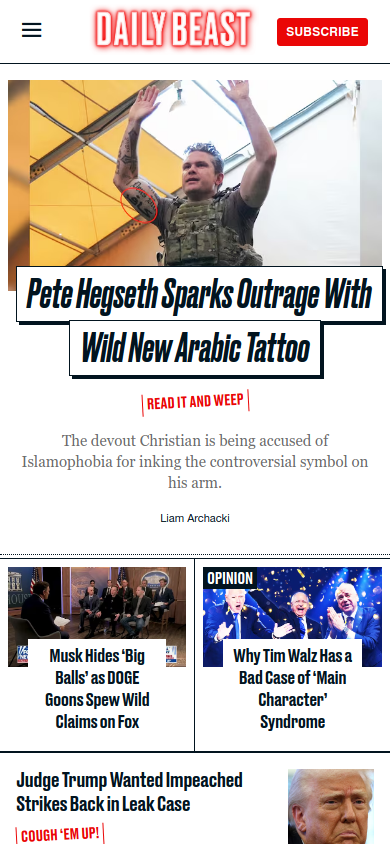 DAILY BEAST
SUBSCRIBE
Pete Hegseth Sparks Outrage With
Wild New Arabic Tattoo
READ IT AND WEEP
The devout Christian is being accused of
Islamophobia for inking the controversial symbol on
his arm.
Liam Archacki
Musk Hides ‘Big
Balls’ as DOGE
Goons Spew Wild
Claims on Fox
OPINION
Why Tim Walz Has a
Bad Case of ‘Main
Character’
Syndrome
Judge Trump Wanted Impeached
Strikes Back in Leak Case
COUGH ‘EM UP!